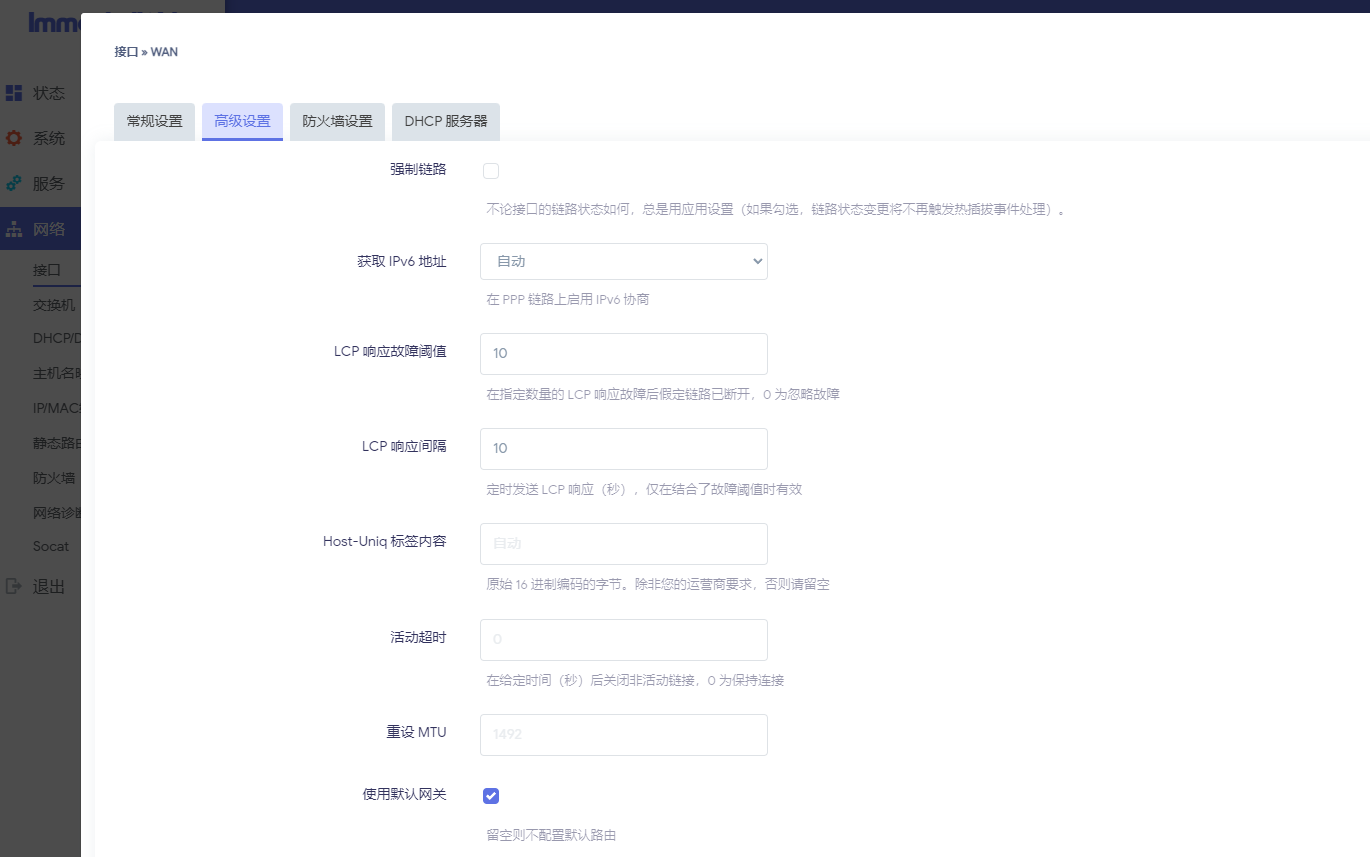 接口 » WAN
常规设置
高级设置
防火墙设置
DHCP 服务器
状态
系统
服务
网络
接口
交换机
DHCP/D
主机名
IP/MAC
静态路由
防火墙
网络诊断
Socat
退出
强制链路
不论接口的链路状态如何，总是用应用设置（如果勾选，链路状态变更将不再触发热插拔事件处理）。
获取 IPv6 地址
自动
在 PPP 链路上启用 IPv6 协商
LCP 响应故障阈值
10
在指定数量的 LCP 响应故障后假定链路已断开，0 为忽略故障
LCP 响应间隔
10
定时发送 LCP 响应（秒），仅在结合了故障阈值时有效
Host-Uniq 标签内容
自动
原始 16 进制编码的字节。除非您的运营商要求，否则请留空
活动超时
0
在给定时间（秒）后关闭非活动链接，0 为保持连接
重设 MTU
1492
使用默认网关
留空则不配置默认路由